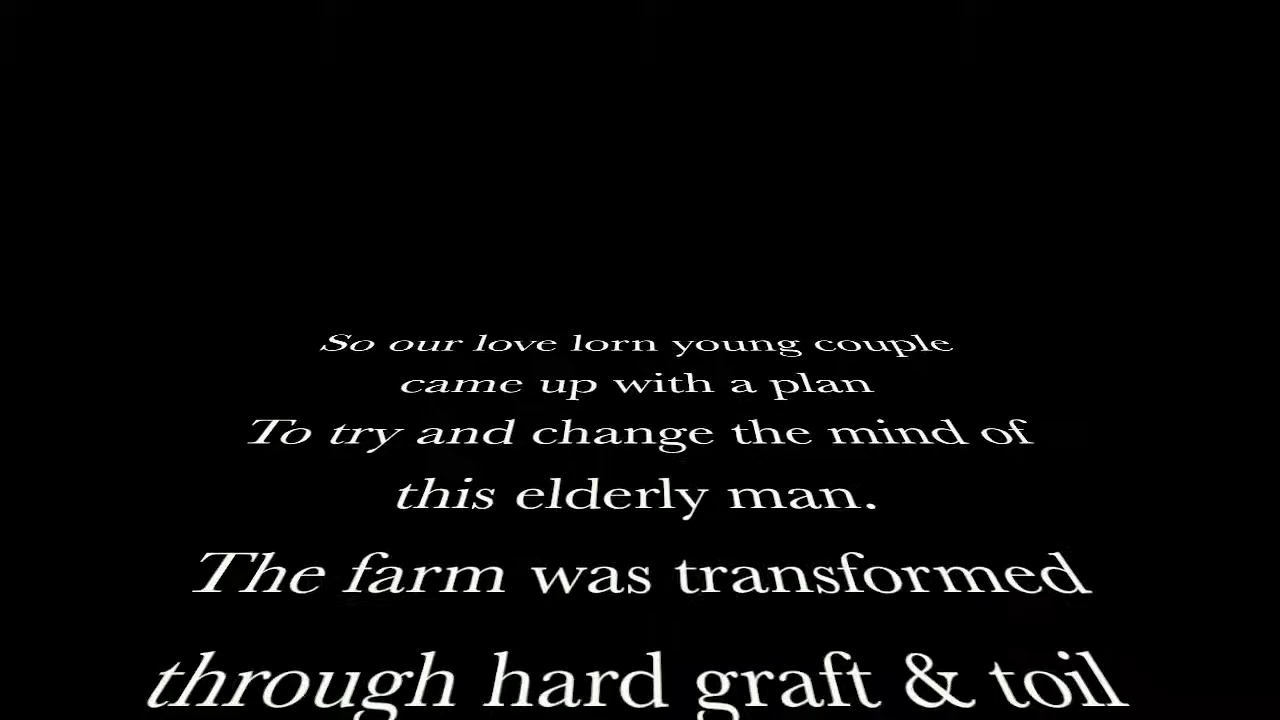 So our love lorn young couple
came up with a plan
To try and change the mind of
this elderly man.
The farm was transformed
through hard graft & toil